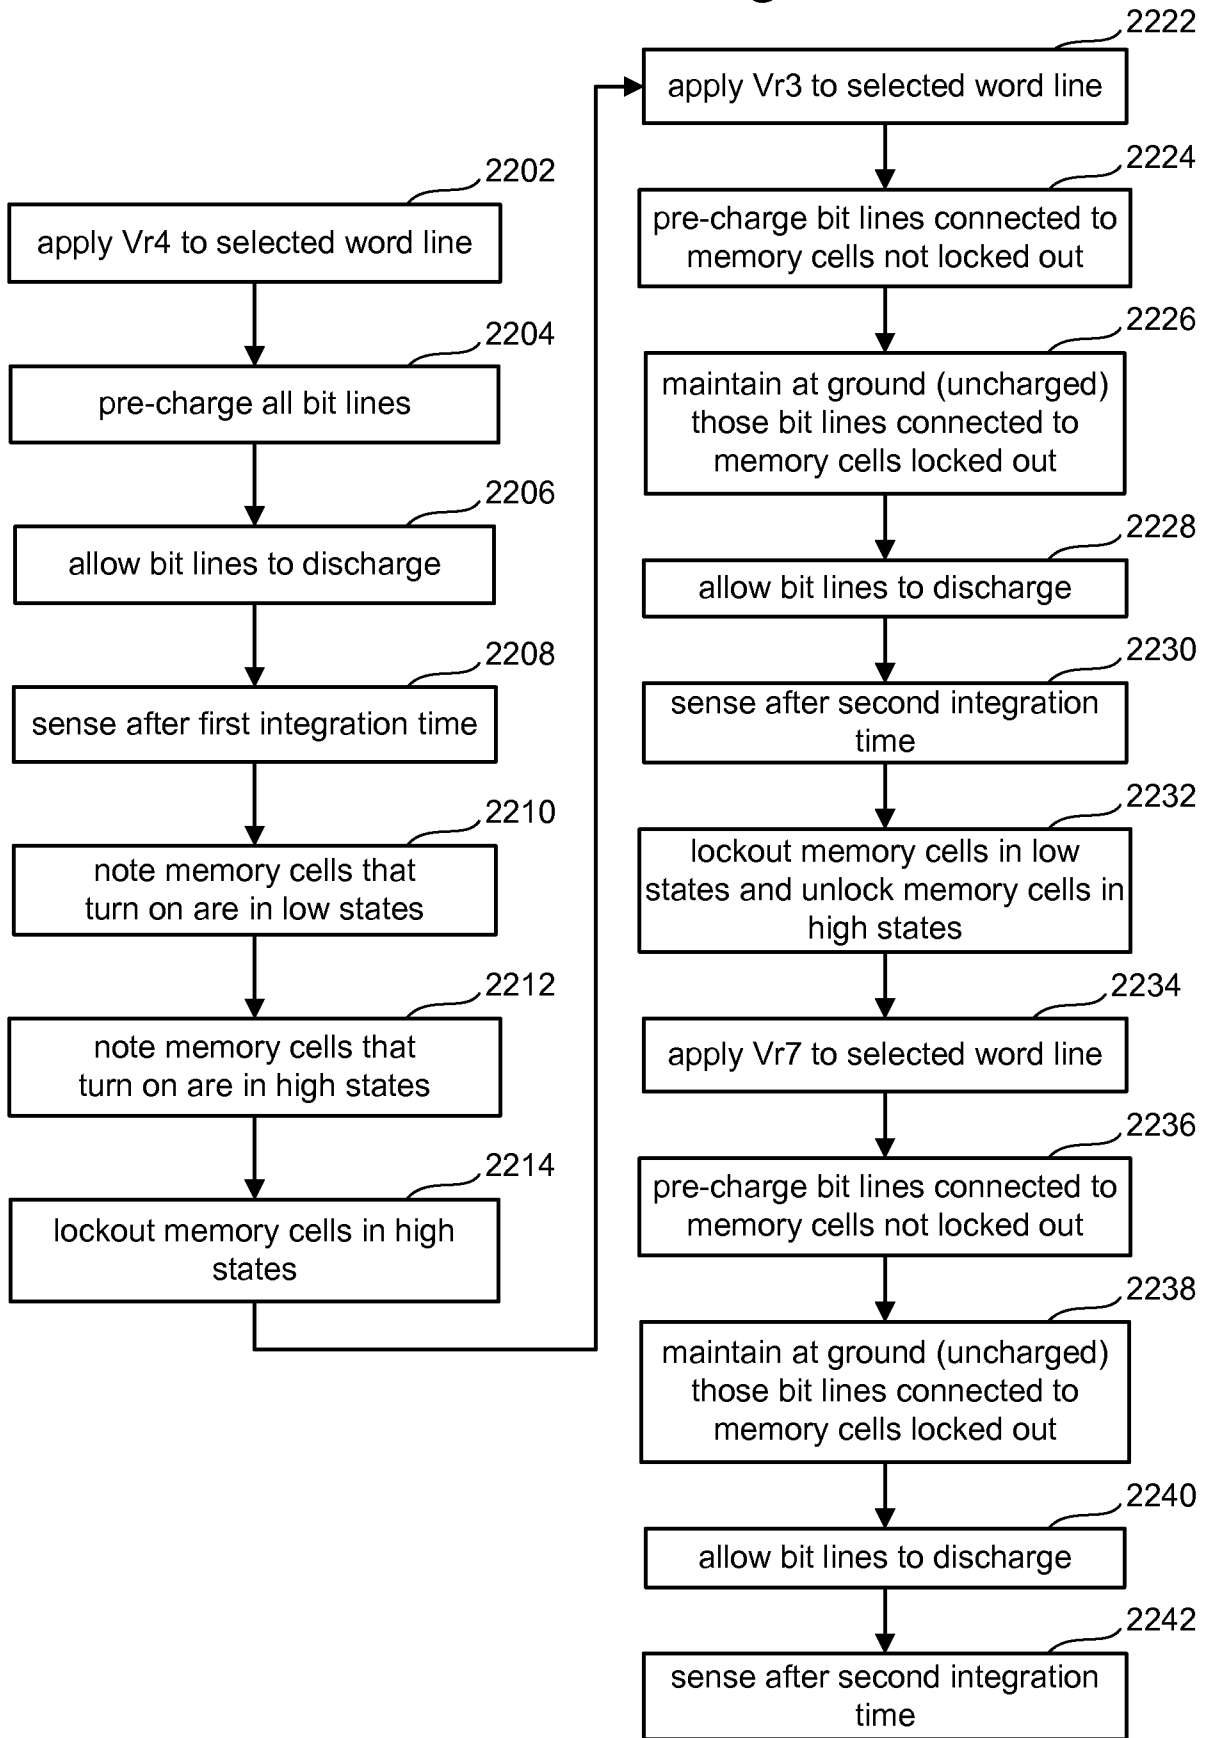 2202
apply Vr4 to selected word line
2204
pre-charge all bit lines
2206
allow bit lines to discharge
2208
sense after first integration time
2210
note memory cells that
turn on are in low states
2212
note memory cells that
turn on are in high states
2214
lockout memory cells in high
states
2222
apply Vr3 to selected word line
2224
pre-charge bit lines connected to
memory cells not locked out
2226
maintain at ground (uncharged)
those bit lines connected to
memory cells locked out
2228
allow bit lines to discharge
2230
sense after second integration
time
2232
lockout memory cells in low
states and unlock memory cells in
high states
2234
apply Vr7 to selected word line
2236
pre-charge bit lines connected to
memory cells not locked out
2238
maintain at ground (uncharged)
those bit lines connected to
memory cells locked out
2240
allow bit lines to discharge
2242
sense after second integration
time